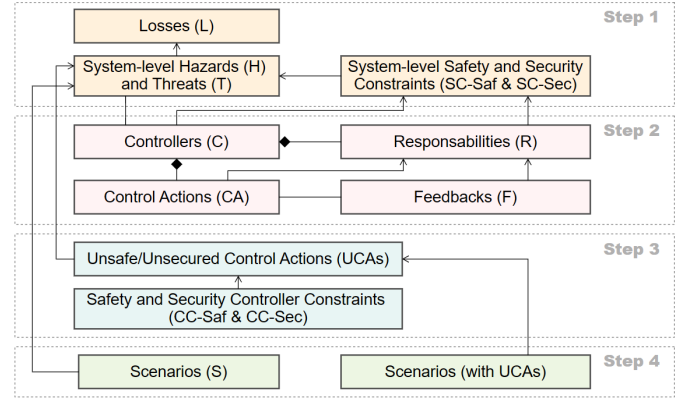 Step 1
Losses (L)
System-level Hazards (H)
and Threats (T)
System-level Safety and Security
Constraints (SC-Saf & SC-Sec)
Step 2
Controllers (C)
Responsabilities (R)
Control Actions (CA)
Feedbacks (F)
Step 3
Unsafe/Unsecured Control Actions (UCAs)
Safety and Security Controller Constraints
(CC-Saf & CC-Sec)
Step 4
Scenarios (S)
Scenarios (with UCAs)